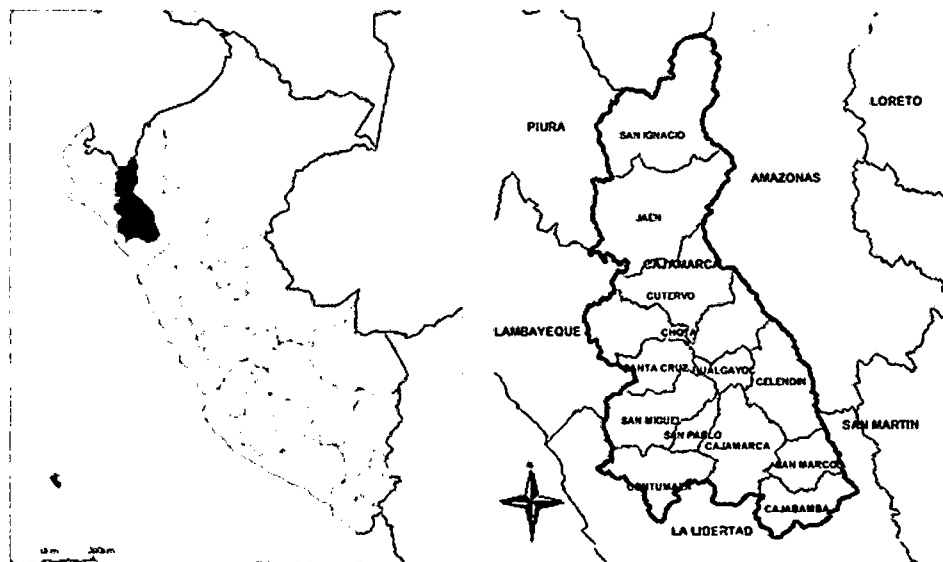 LORETO
PIURA
SAN IGNACIO
AMAZONAS
JAEN
CAJAMARCA
CUTERVO
LAMBAYEQUE
CHOTA
SANTA CRUZ
HUALGAYOC
CELENDIN
SAN MIGUEL
SAN PABLO
SAN MARTIN
CAJAMARCA
SAN MARCOS
CONTUMAZA
CAJABAMBA
LA LIBERTAD